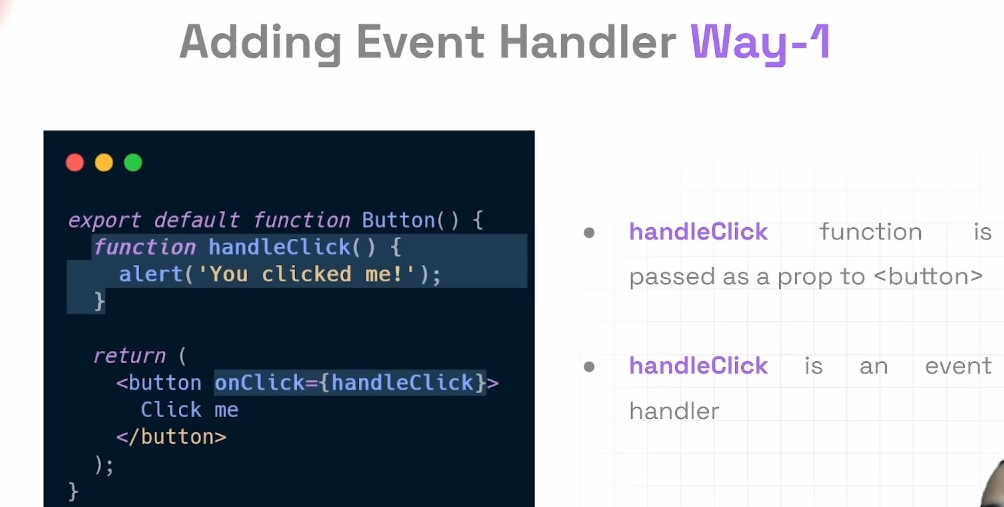 Adding Event Handler Way-1
export default function Button() {
function handleClick() {
alert('You clicked me!');
}
return (
<button onClick={handleClick}>
Click me
</button>
);
}
● handleClick function is
passed as a prop to <button>
● handleClick is an event
handler